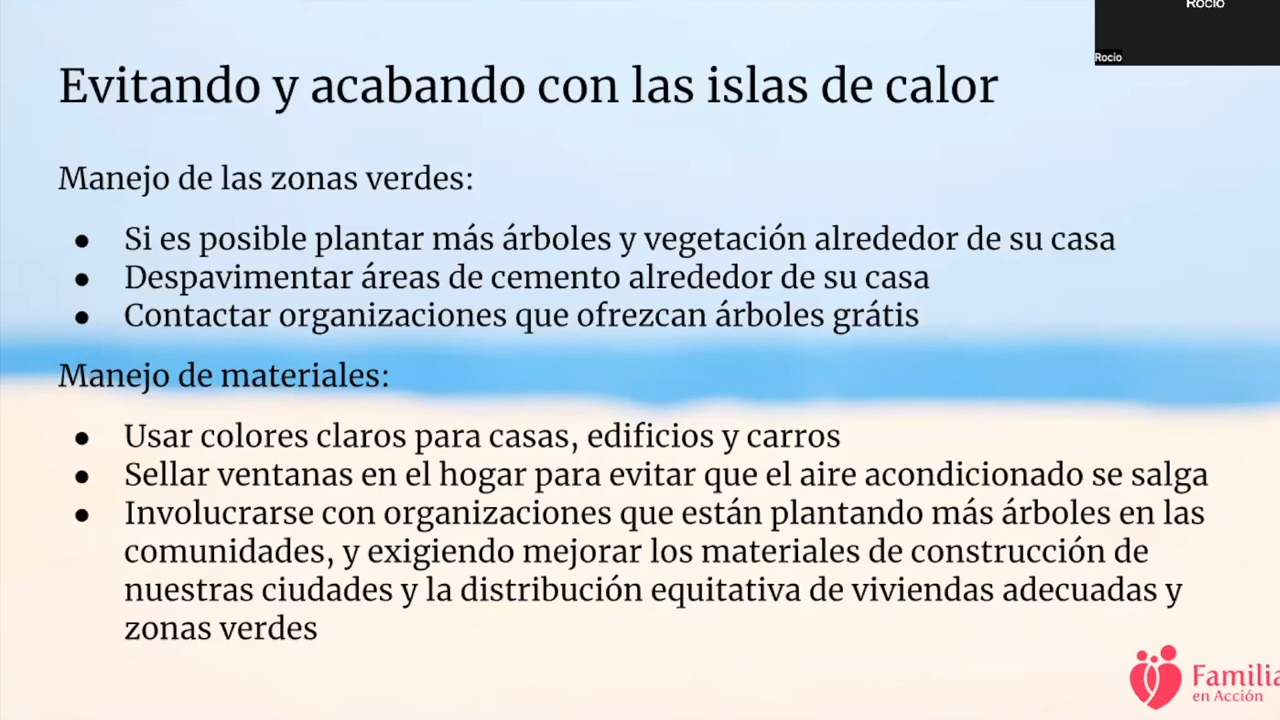 Rocio
Rocio
Evitando y acabando con las islas de calor
Manejo de las zonas verdes:
● Si es posible plantar más árboles y vegetación alrededor de su casa
● Despavimentar áreas de cemento alrededor de su casa
● Contactar organizaciones que ofrezcan árboles grátis
Manejo de materiales:
● Usar colores claros para casas, edificios y carros
● Sellar ventanas en el hogar para evitar que el aire acondicionado se salga
● Involucrarse con organizaciones que están plantando más árboles en las
comunidades, y exigiendo mejorar los materiales de construcción de
nuestras ciudades y la distribución equitativa de viviendas adecuadas y
zonas verdes
Familia
en Acción